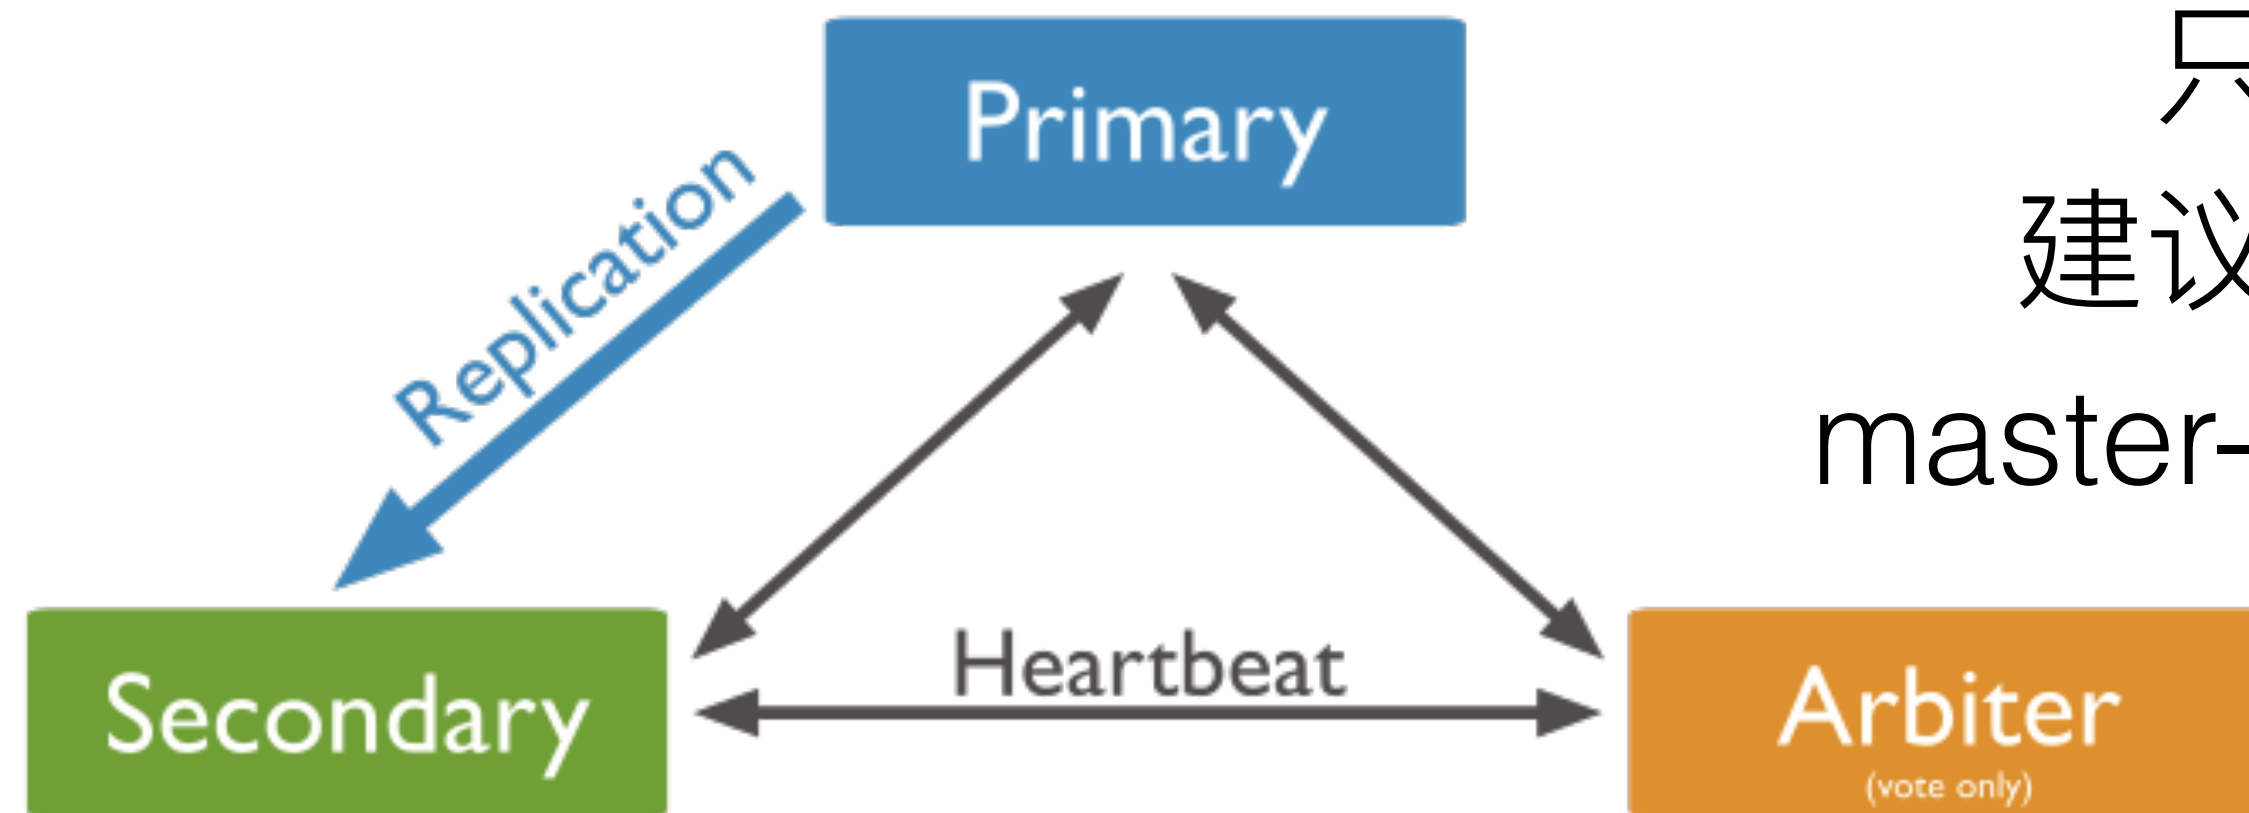 Primary
Replication
Heartbeat
Secondary
Arbiter
(vote only)
只
建议
master-